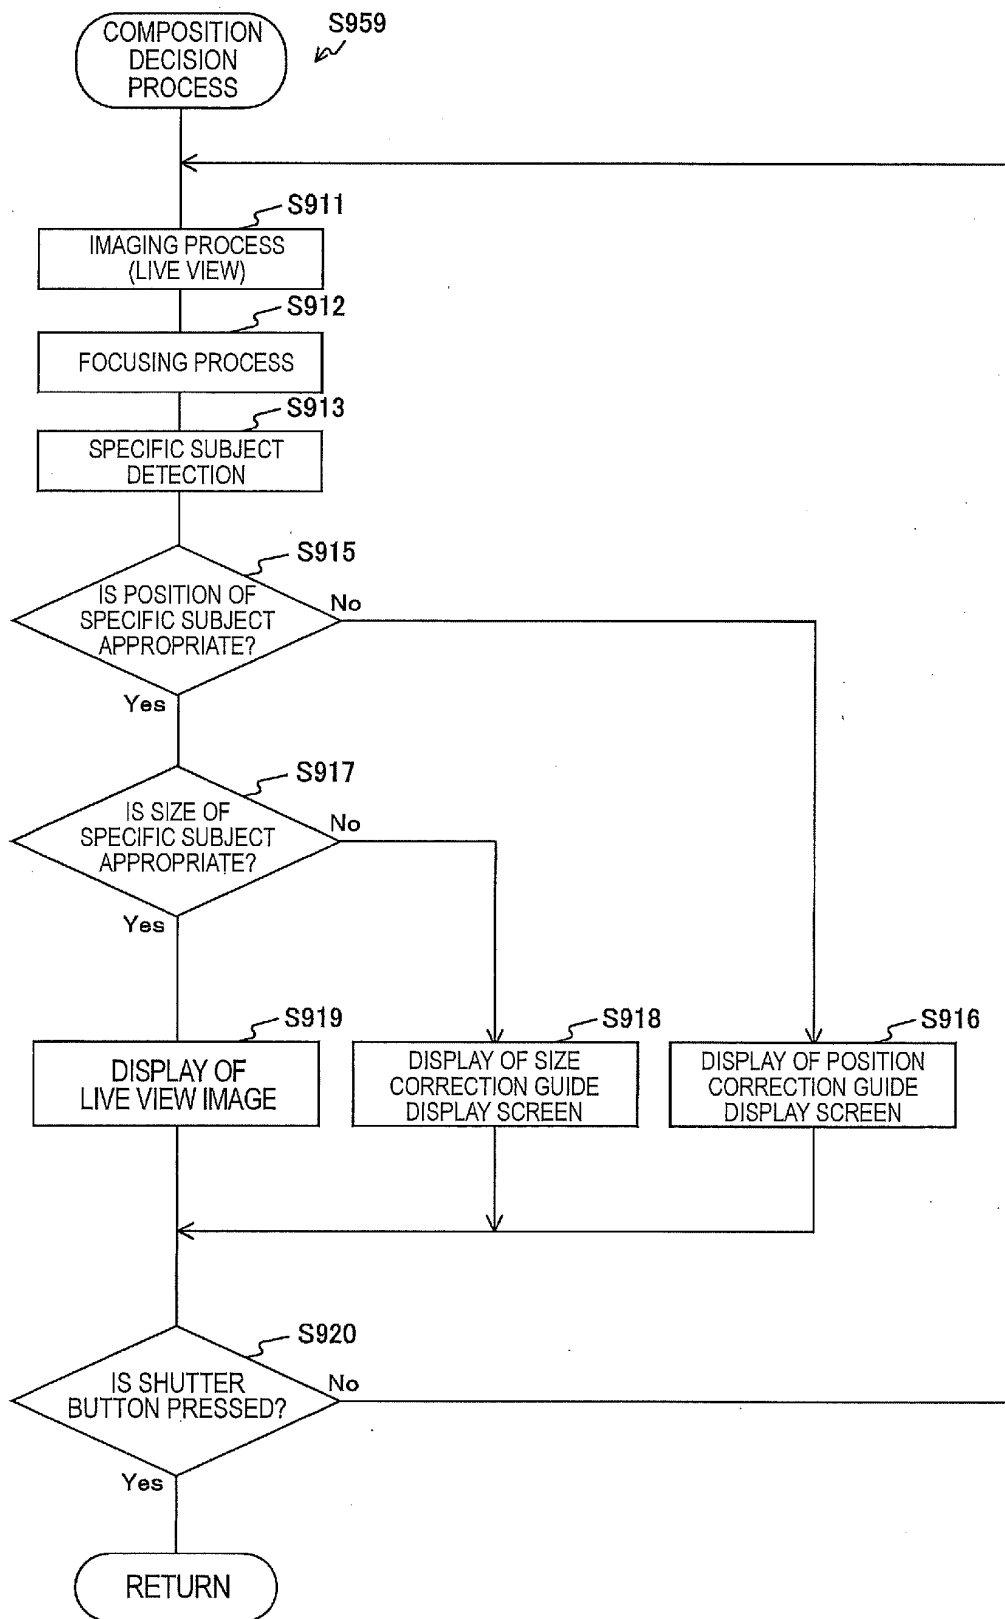 COMPOSITION
DECISION
PROCESS
S959
S911
IMAGING PROCESS
(LIVE VIEW)
S912
FOCUSING PROCESS
S913
SPECIFIC SUBJECT
DETECTION
S915
IS POSITION OF
SPECIFIC SUBJECT
APPROPRIATE?
No
Yes
S917
IS SIZE OF
SPECIFIC SUBJECT
APPROPRIATE?
No
Yes
S919
DISPLAY OF
LIVE VIEW IMAGE
S918
DISPLAY OF SIZE
CORRECTION GUIDE
DISPLAY SCREEN
S916
DISPLAY OF POSITION
CORRECTION GUIDE
DISPLAY SCREEN
S920
IS SHUTTER
BUTTON PRESSED?
No
Yes
RETURN